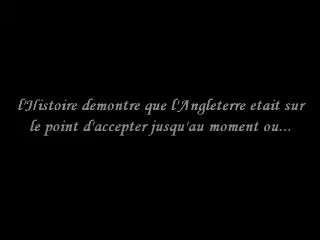 l'Histoire demontre que l'Angleterre etait sur
le point d'accepter jusqu'au moment ou...